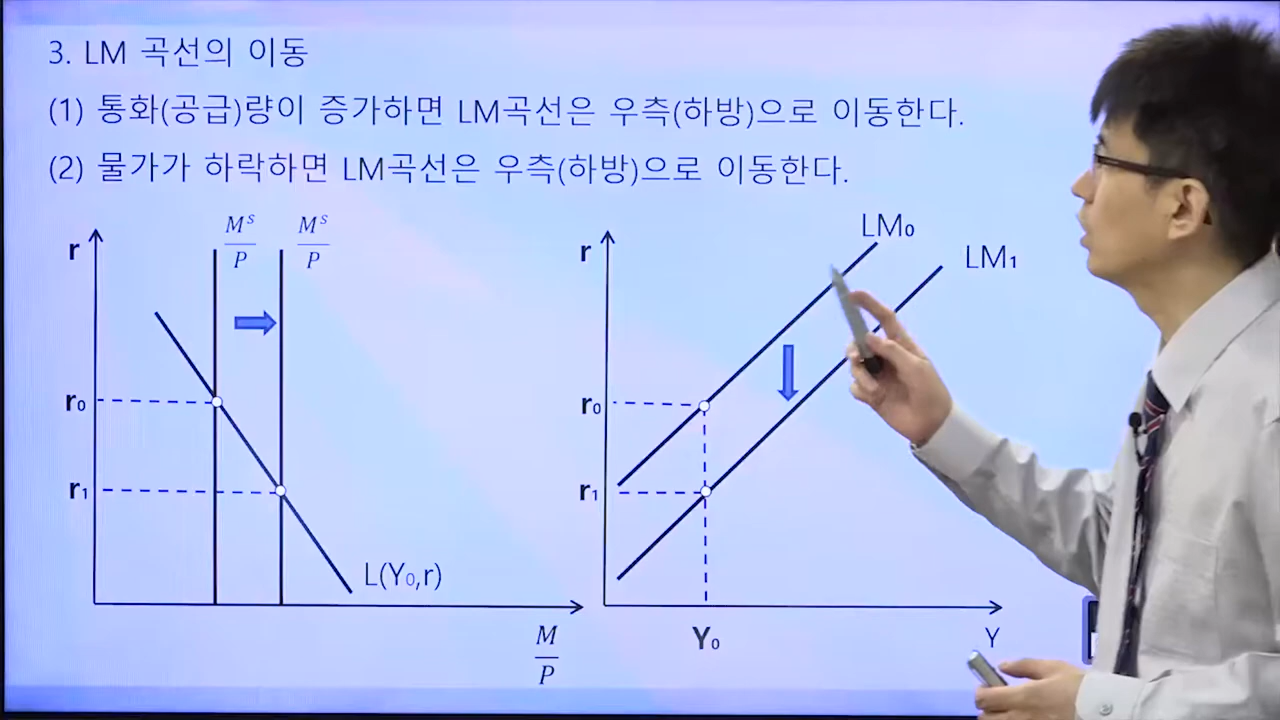 3. LM 곡선의 이동
(1) 통화(공급)량이 증가하면 LM곡선은 우측(하방)으로 이동한다.
(2) 물가가 하락하면 LM곡선은 우측(하방)으로 이동한다.
r
M^S/P
M^S/P
r₀
r₁
L(Y₀,r)
M/P
r
LM₀
LM₁
r₀
r₁
Y₀
Y